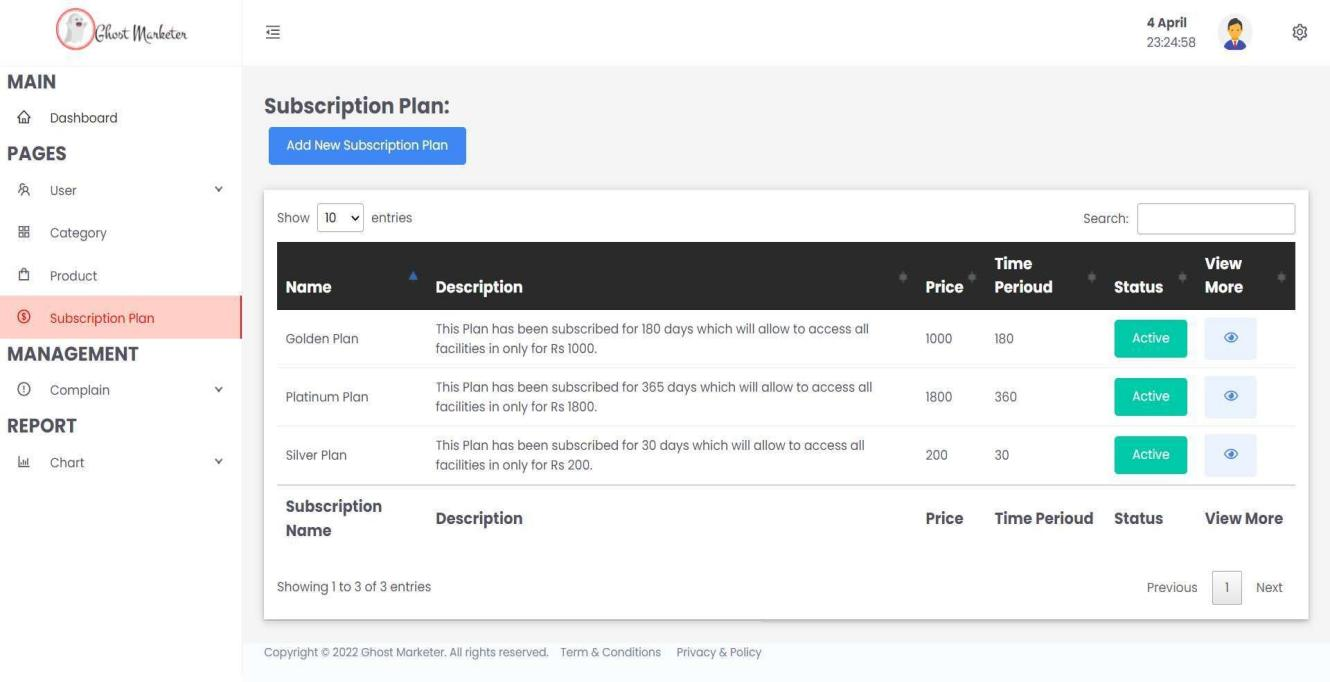 Ghost Marketer
4 April
23:24:58
MAIN
Dashboard
PAGES
User
Category
Product
Subscription Plan
MANAGEMENT
Complain
REPORT
Chart
Subscription Plan:
Add New Subscription Plan
Show 10 entries
Search:
Name Description Price Time Perioud Status View More
Golden Plan This Plan has been subscribed for 180 days which will allow to access all
facilities in only for Rs 1000. 1000 180 Active
Platinum Plan This Plan has been subscribed for 365 days which will allow to access all
facilities in only for Rs 1800. 1800 360 Active
Silver Plan This Plan has been subscribed for 30 days which will allow to access all
facilities in only for Rs 200. 200 30 Active
Subscription Name Description Price Time Perioud Status View More
Showing 1 to 3 of 3 entries
Previous 1 Next
Copyright © 2022 Ghost Marketer. All rights reserved. Term & Conditions Privacy & Policy